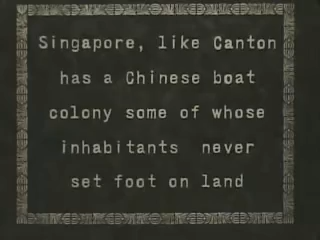 Singapore, like Canton
has a Chinese boat
colony some of whose
inhabitants never
set foot on land